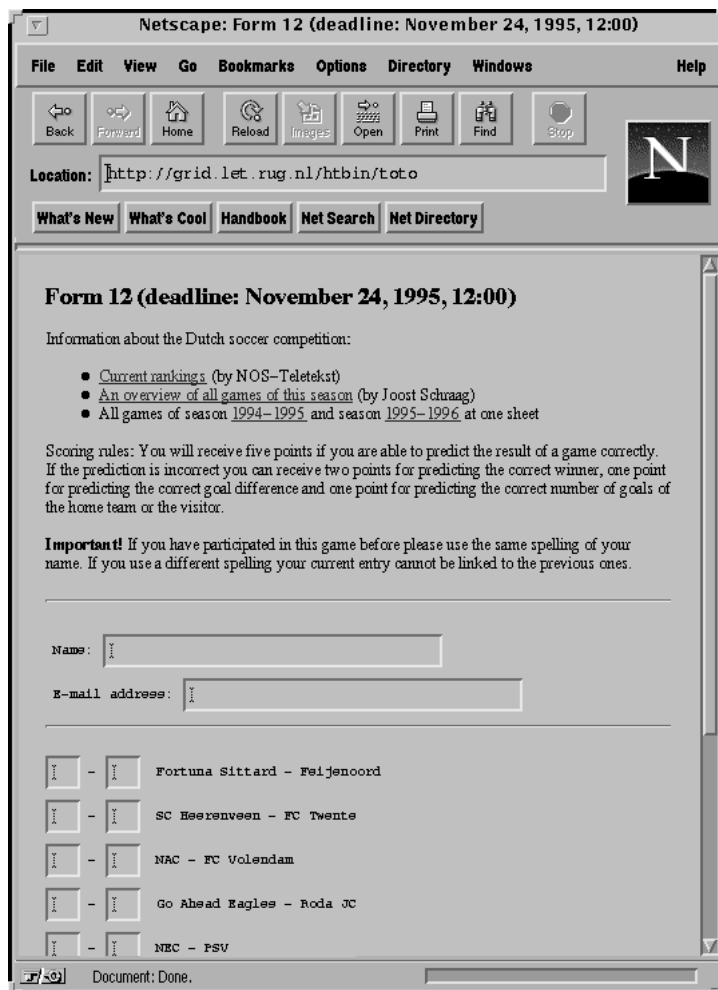 Netscape: Form 12 (deadline: November 24, 1995, 12:00)
File Edit View Go Bookmarks Options Directory Windows Help
Back Forward Home Reload Images Open Print Find Stop
N
Location: http://grid.let.rug.nl/htbin/toto
What's New What's Cool Handbook Net Search Net Directory
Form 12 (deadline: November 24, 1995, 12:00)
Information about the Dutch soccer competition:
Current rankings (by NOS–Teletekst)
An overview of all games of this season (by Joost Schraag)
All games of season 1994–1995 and season 1995–1996 at one sheet
Scoring rules: You will receive five points if you are able to predict the result of a game correctly.
If the prediction is incorrect you can receive two points for predicting the correct winner, one point
for predicting the correct goal difference and one point for predicting the correct number of goals of
the home team or the visitor.
Important! If you have participated in this game before please use the same spelling of your
name. If you use a different spelling your current entry cannot be linked to the previous ones.
Name:
E-mail address:
- Fortuna Sittard - Feijenoord
- SC Heerenveen - FC Twente
- NAC - FC Volendam
- Go Ahead Eagles - Roda JC
- NEC - PSV
Document: Done.